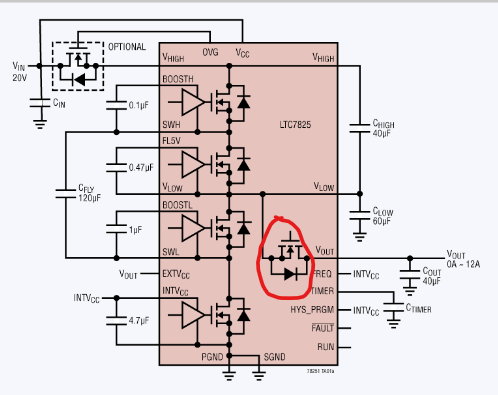 OPTIONAL
OVG
VCC
VIN
20V
VHIGH
VHIGH
BOOSTH
CIN
0.1µF
LTC7825
SWH
CHIGH
40µF
FL5V
0.47µF
VLOW
VLOW
CFLY
120µF
BOOSTL
CLOW
60µF
1µF
SWL
VOUT
VOUT
0A ~ 12A
VOUT
EXTVCC
FREQ
INTVCC
COUT
40µF
INTVCC
INTVCC
TIMER
CTIMER
4.7µF
HYS_PRGM
INTVCC
FAULT
RUN
PGND
SGND